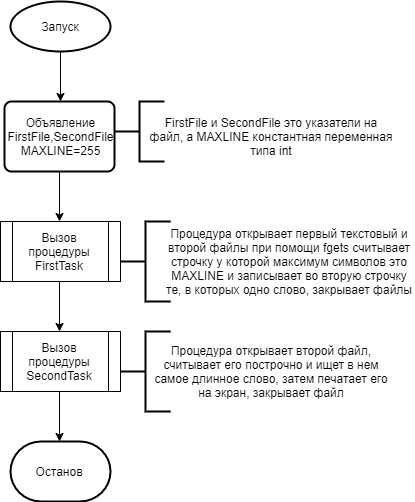 Запуск
Объявление
FirstFile,SecondFile
MAXLINE=255
FirstFile и SecondFile это указатели на
файл, а MAXLINE константная переменная
типа int
Вызов
процедуры
FirstTask
Процедура открывает первый текстовый и
второй файлы при помощи fgets считывает
строчку у которой максимум символов это
MAXLINE и записывает во вторую строчку
те, в которых одно слово, закрывает файлы
Вызов
процедуры
SecondTask
Процедура открывает второй файл,
считывает его построчно и ищет в нем
самое длинное слово, затем печатает его
на экран, закрывает файл
Останов